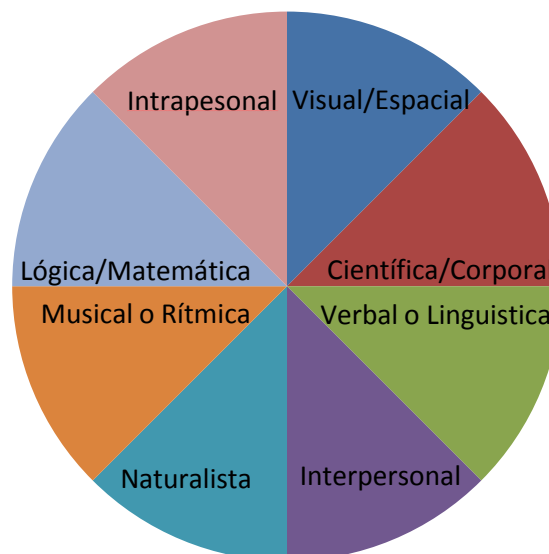 Intrapesonal
Visual/Espacial
Lógica/Matemática
Científica/Corpora
Musical o Rítmica
Verbal o Linguistica
Naturalista
Interpersonal